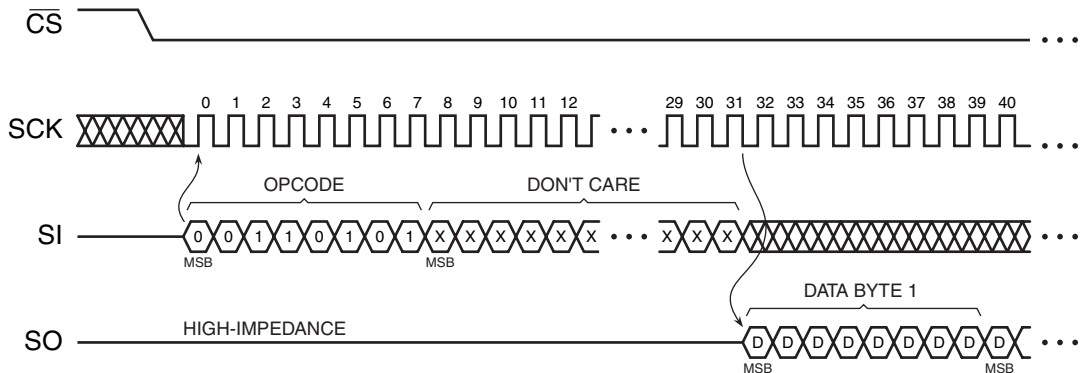 CS
0 1 2 3 4 5 6 7 8 9 10 11 12 29 30 31 32 33 34 35 36 37 38 39 40
SCK
OPCODE DON'T CARE
SI 0 0 1 1 0 1 0 1 X X X X X X X X X
MSB MSB
DATA BYTE 1
HIGH-IMPEDANCE
SO D D D D D D D D D
MSB MSB